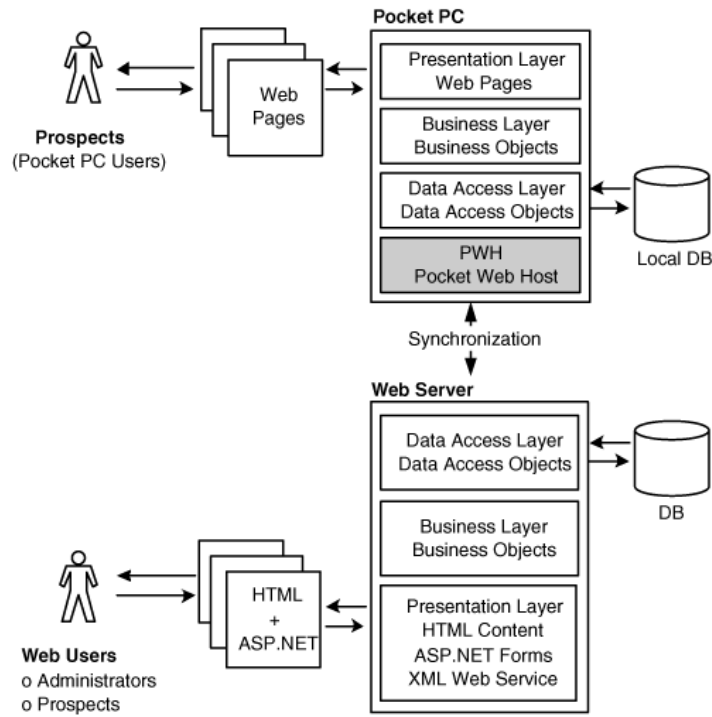 Pocket PC
Presentation Layer
Web Pages
Business Layer
Business Objects
Data Access Layer
Data Access Objects
PWH
Pocket Web Host
Web
Pages
Prospects
(Pocket PC Users)
Local DB
Synchronization
Web Server
Data Access Layer
Data Access Objects
Business Layer
Business Objects
Presentation Layer
HTML Content
ASP.NET Forms
XML Web Service
DB
HTML
+
ASP.NET
Web Users
o Administrators
o Prospects